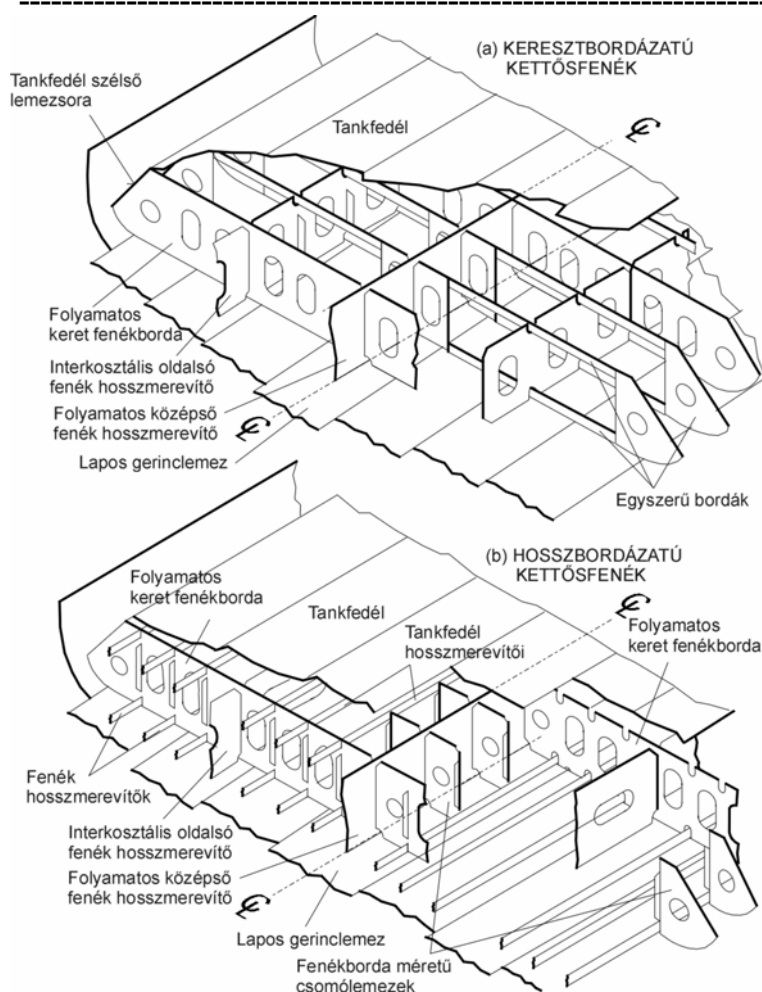 (a) KERESZTBORDÁZATÚ
KETTŐSFENÉK
Tankfedél szélső
lemezsora
Tankfedél
Folyamatos
keret fenékborda
Interkosztális oldalsó
fenék hosszmerevítő
Folyamatos középső
fenék hosszmerevítő
Lapos gerinclemez
Egyszerű bordák
(b) HOSSZBORDÁZATÚ
KETTŐSFENÉK
Folyamatos
keret fenékborda
Tankfedél
Tankfedél
hosszmerevítői
Folyamatos
keret fenékborda
Fenék
hosszmerevítők
Interkosztális oldalsó
fenék hosszmerevítő
Folyamatos középső
fenék hosszmerevítő
Lapos gerinclemez
Fenékborda méretű
csomólemezek